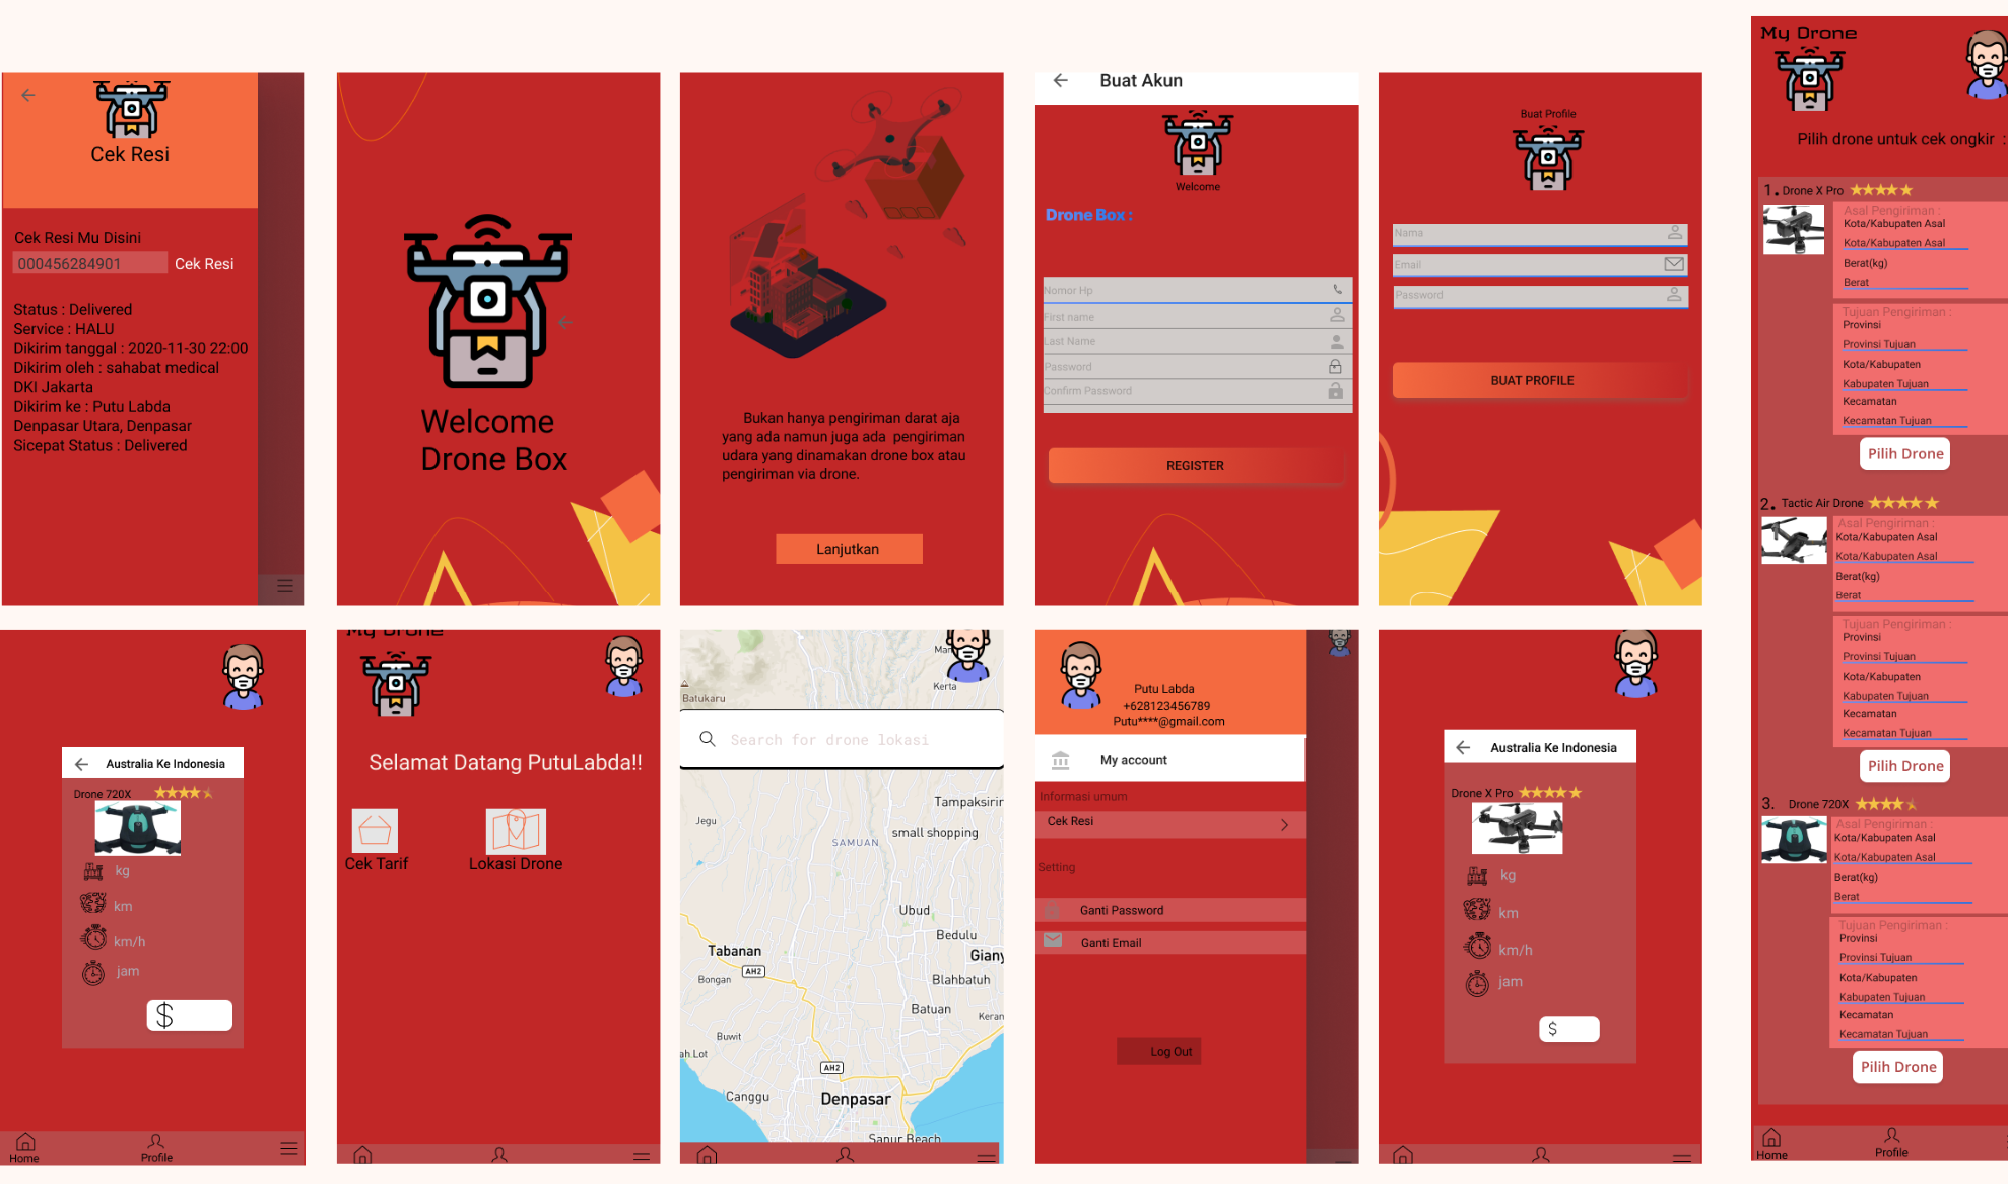 Cek Resi
Cek Resi Mu Disini
000456284901
Cek Resi
Status : Delivered
Service : HALU
Dikirim tanggal : 2020-11-30 22:00
Dikirim oleh : sahabat medical
DKI Jakarta
Dikirim ke : Putu Labda
Denpasar Utara, Denpasar
Sicepat Status : Delivered
Welcome
Drone Box
Bukan hanya pengiriman darat aja
yang ada namun juga ada pengiriman
udara yang dinamakan drone box atau
pengiriman via drone.
Lanjutkan
Buat Akun
Welcome
Drone Box :
Nomor Hp
First name
Last Name
Password
Confirm Password
REGISTER
Buat Profile
Nama
Email
Password
BUAT PROFILE
My Drone
Pilih drone untuk cek ongkir :
1. Drone X Pro
Asal Pengiriman :
Kota/Kabupaten Asal
Kota/Kabupaten Asal
Berat(kg)
Berat
Tujuan Pengiriman :
Provinsi
Provinsi Tujuan
Kota/Kabupaten
Kabupaten Tujuan
Kecamatan
Kecamatan Tujuan
Pilih Drone
2. Tactic Air Drone
Asal Pengiriman :
Kota/Kabupaten Asal
Kota/Kabupaten Asal
Berat(kg)
Berat
Tujuan Pengiriman :
Provinsi
Provinsi Tujuan
Kota/Kabupaten
Kabupaten Tujuan
Kecamatan
Kecamatan Tujuan
Pilih Drone
3. Drone 720X
Asal Pengiriman :
Kota/Kabupaten Asal
Kota/Kabupaten Asal
Berat(kg)
Berat
Tujuan Pengiriman :
Provinsi
Provinsi Tujuan
Kota/Kabupaten
Kabupaten Tujuan
Kecamatan
Kecamatan Tujuan
Pilih Drone
Home
Profile
Australia Ke Indonesia
Drone 720X
kg
km
km/h
jam
$
Home
Profile
My Drone
Selamat Datang PutuLabda!!
Cek Tarif
Lokasi Drone
Kerta
Batukaru
Search for drone lokasi
Tampaksirir
Jegu
small shopping
SAMUAN
Ubud
Bedulu
Tabanan
Giany
AH2
Bongan
Blahbatuh
Batuan
Keran
Buwit
ah Lot
AH2
Canggu
Denpasar
Sanur Beach
Putu Labda
+628123456789
Putu****@gmail.com
My account
Informasi umum
Cek Resi
Setting
Ganti Password
Ganti Email
Log Out
Australia Ke Indonesia
Drone X Pro
kg
km
km/h
jam
$